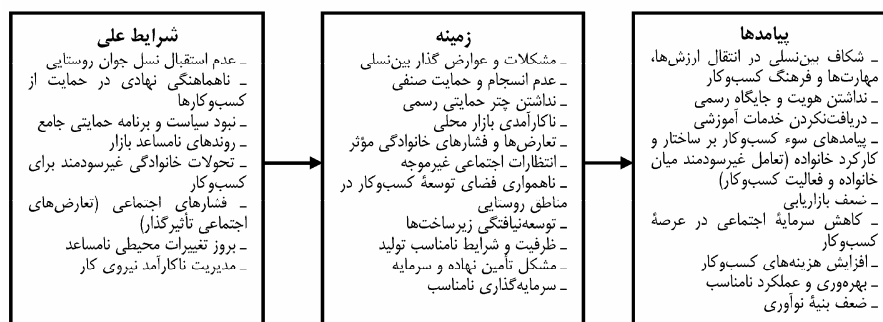 شرایط علی
ـ عدم استقبال نسل جوان روستایی
ـ ناهماهنگی نهادی در حمایت از
کسب‌وکارها
ـ نبود سیاست و برنامه حمایتی جامع
ـ روندهای نامساعد بازار
ـ تحولات خانوادگی غیرسودمند برای
کسب‌وکار
ـ فشارهای اجتماعی (تعارض‌های
اجتماعی تأثیرگذار)
ـ بروز تغییرات محیطی نامساعد
ـ مدیریت ناکارآمد نیروی کار
زمینه
ـ مشکلات و عوارض گذار بین‌نسلی
ـ عدم انسجام و حمایت صنفی
ـ نداشتن چتر حمایتی رسمی
ـ ناکارآمدی بازار محلی
ـ تعارض‌ها و فشارهای خانوادگی مؤثر
ـ انتظارات اجتماعی غیرموجه
ـ ناهمواری فضای توسعهٔ کسب‌وکار در
مناطق روستایی
ـ توسعه‌نیافتگی زیرساخت‌ها
ـ ظرفیت و شرایط نامناسب تولید
ـ مشکل تأمین نهاده و سرمایه
ـ سرمایه‌گذاری نامناسب
پیامدها
ـ شکاف بین‌نسلی در انتقال ارزش‌ها،
مهارت‌ها و فرهنگ کسب‌وکار
ـ نداشتن هویت و جایگاه رسمی
ـ دریافت‌نکردن خدمات آموزشی
ـ پیامدهای سوء کسب‌وکار بر ساختار و
کارکرد خانواده (تعامل غیرسودمند میان
خانواده و فعالیت کسب‌وکار)
ـ ضعف بازاریابی
ـ کاهش سرمایهٔ اجتماعی در عرصهٔ
کسب‌وکار
ـ افزایش هزینه‌های کسب‌وکار
ـ بهره‌وری و عملکرد نامناسب
ـ ضعف بنیهٔ نوآوری